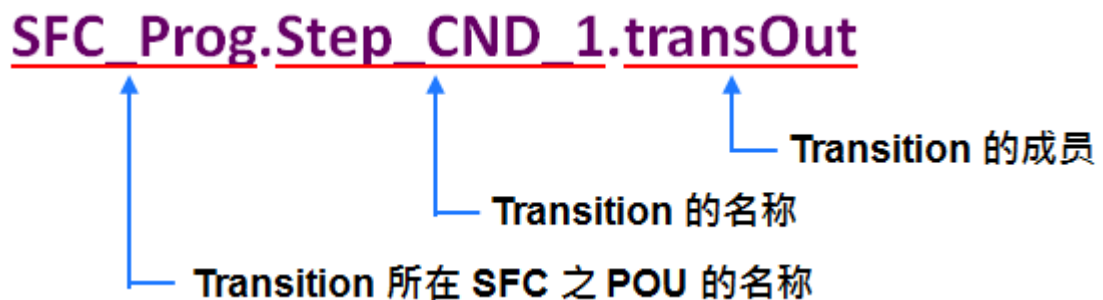 SFC_Prog.Step_CND_1.transOut
Transition 的成员
Transition 的名称
Transition 所在 SFC 之 POU 的名称